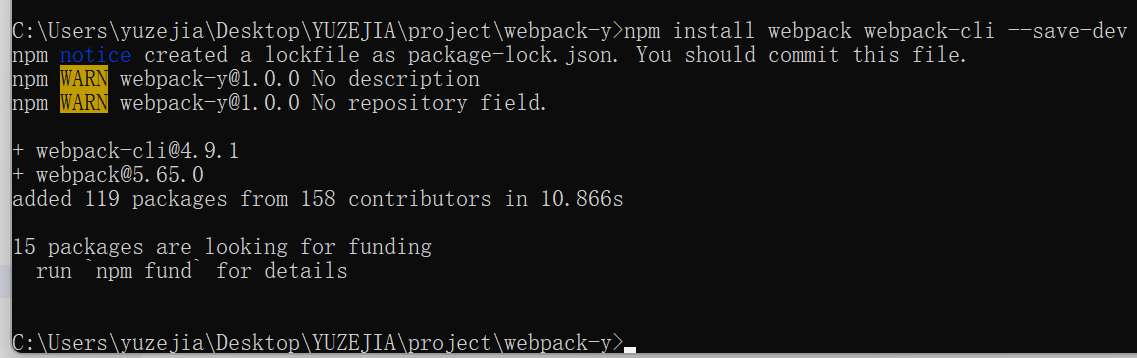 C:\Users\yuzejia\Desktop\YUZEJIA\project\webpack-y>npm install webpack webpack-cli --save-dev
npm notice created a lockfile as package-lock.json. You should commit this file.
npm WARN webpack-y@1.0.0 No description
npm WARN webpack-y@1.0.0 No repository field.
+ webpack-cli@4.9.1
+ webpack@5.65.0
added 119 packages from 158 contributors in 10.866s
15 packages are looking for funding
run `npm fund` for details
C:\Users\yuzejia\Desktop\YUZEJIA\project\webpack-y>